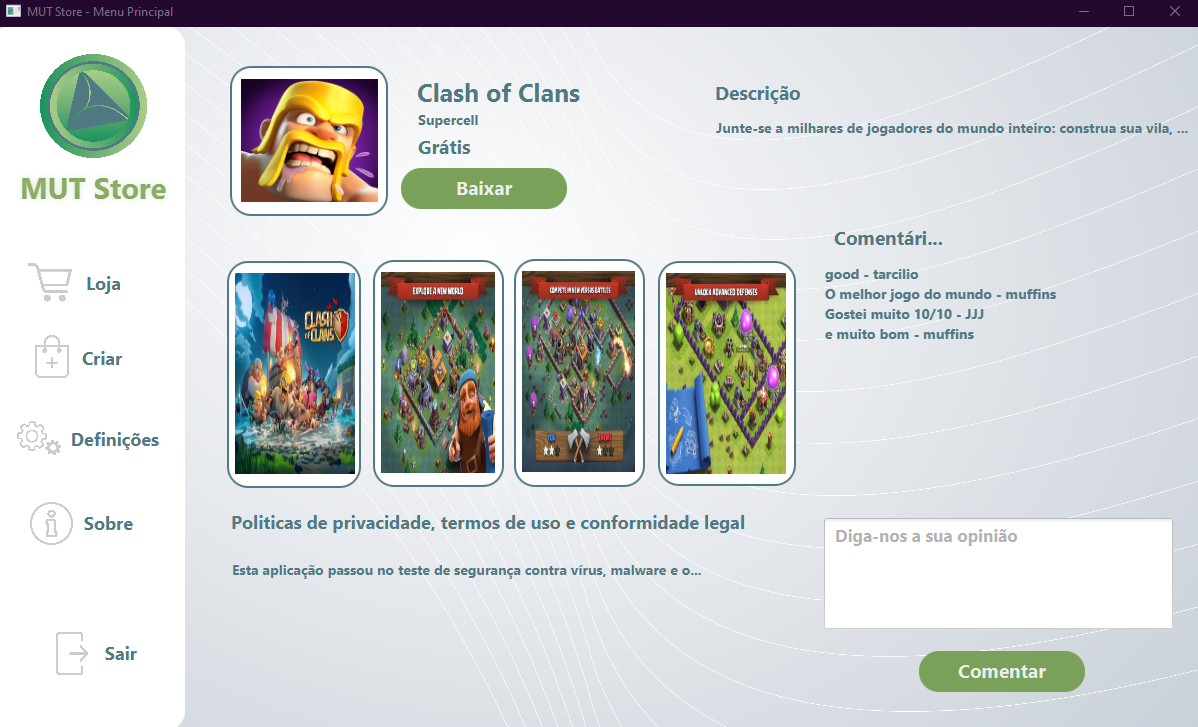 MUT Store - Menu Principal
MUT Store
Loja
Criar
Definições
Sobre
Sair
Clash of Clans
Supercell
Grátis
Baixar
Descrição
Junte-se a milhares de jogadores do mundo inteiro: construa sua vila, ...
CLASH
OF
CLANS
EXPLORE A NEW WORLD
COMPETE IN NEW VERSUS BATTLES
UNLOCK ADVANCED DEFENSES
Comentári...
good - tarcilio
O melhor jogo do mundo - muffins
Gostei muito 10/10 - JJJ
e muito bom - muffins
Politicas de privacidade, termos de uso e conformidade legal
Esta aplicação passou no teste de segurança contra vírus, malware e o...
Diga-nos a sua opinião
Comentar